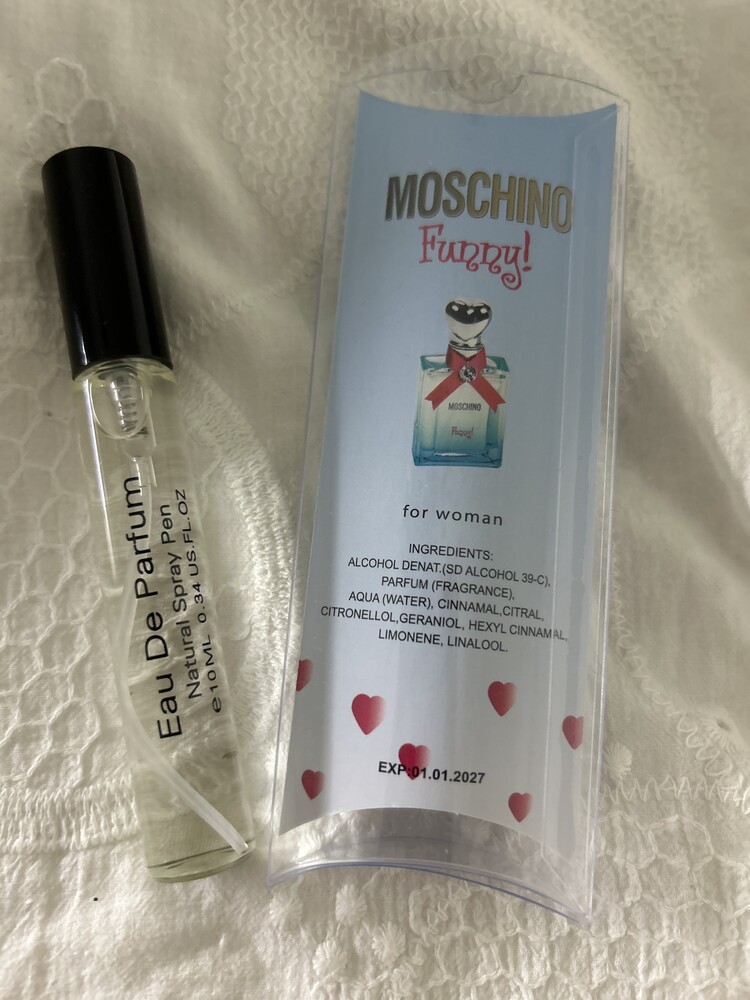 Eau De Parfum
Natural Spray Pen
e10ML 0.34 US.FL.OZ
MOSCHINO
Funny!
MOSCHINO
Funny!
for woman
INGREDIENTS:
ALCOHOL DENAT.(SD ALCOHOL 39-C),
PARFUM (FRAGRANCE),
AQUA (WATER), CINNAMAL,CITRAL,
CITRONELLOL,GERANIOL, HEXYL CINNAMAL,
LIMONENE, LINALOOL.
EXP:01.01.2027